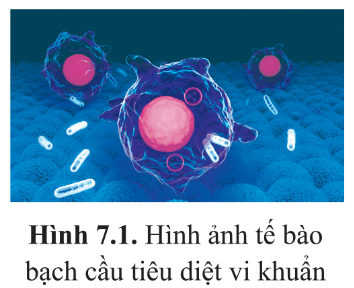 Hình 7.1. Hình ảnh tế bào
bạch cầu tiêu diệt vi khuẩn